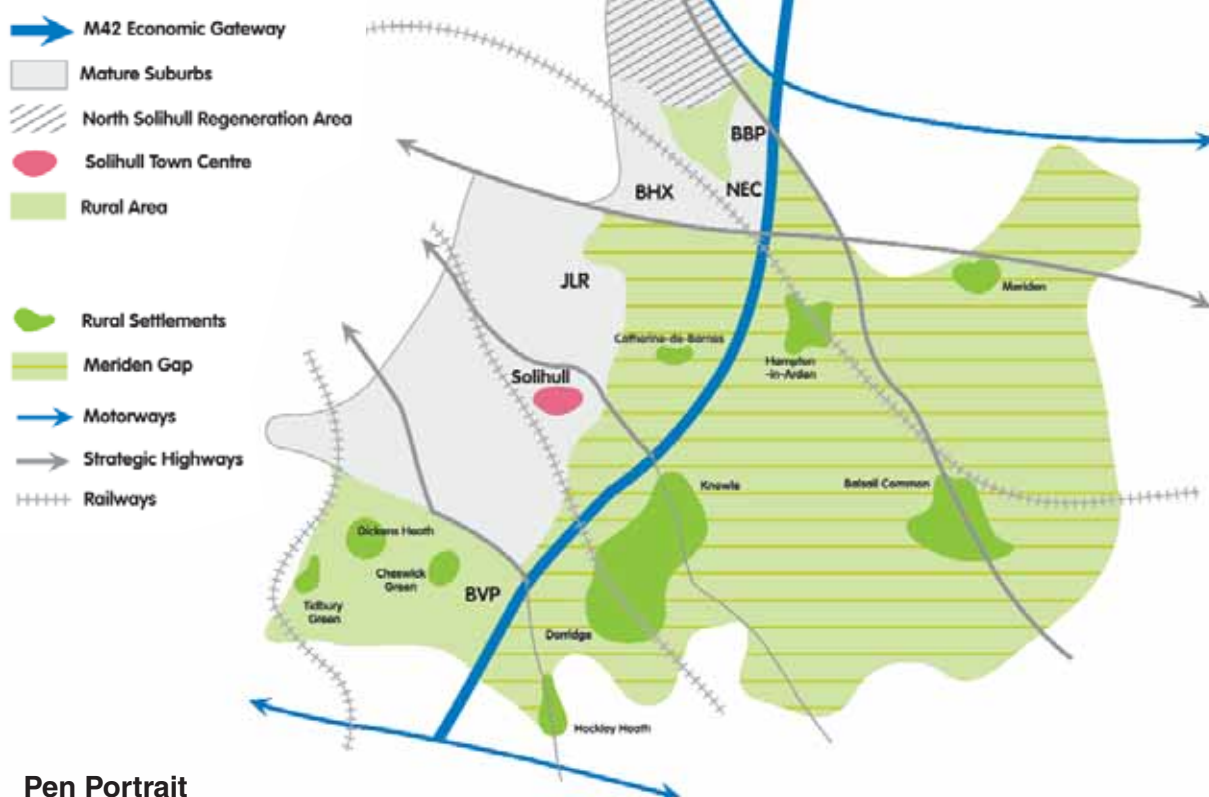 M42 Economic Gateway
Mature Suburbs
North Solihull Regeneration Area
Solihull Town Centre
Rural Area
Rural Settlements
Meriden Gap
Motorways
Strategic Highways
Railways
BBP
NEC
BHX
JLR
Meriden
Catherine-de-Barnes
Hampton
-in-Arden
Solihull
Knowle
Balsall Common
Dickens Heath
Cheswick
Green
BVP
Tidbury
Green
Dorridge
Hockley Heath
Pen Portrait